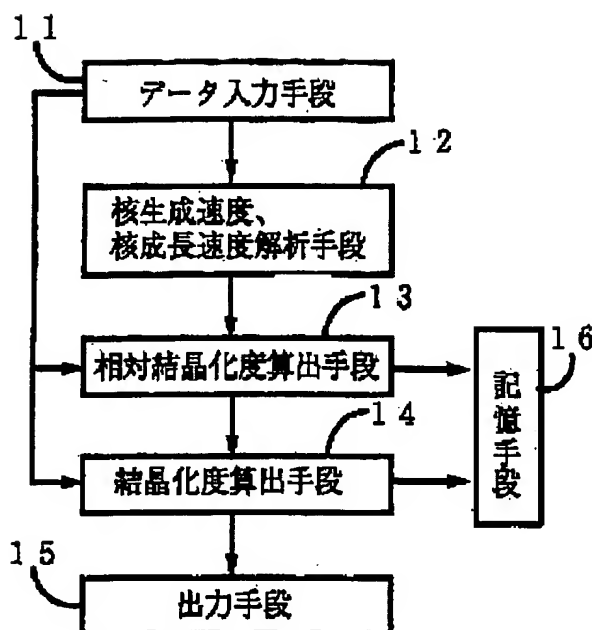 １１
データ入力手段
１２
核生成速度、
核成長速度解析手段
１３
相対結晶化度算出手段
１６
記憶手段
１４
結晶化度算出手段
１５
出力手段